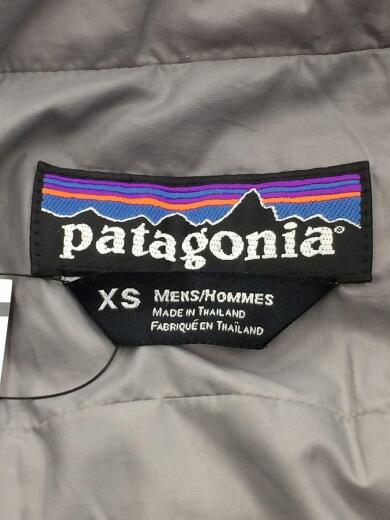 patagonia®
XS MENS/HOMMES
MADE IN THAILAND
FABRIQUÉ EN THAÏLAND